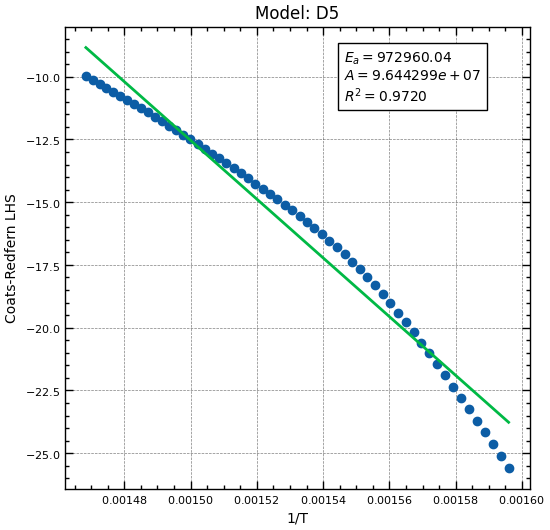 Model: D5
E_a = 972960.04
A = 9.644299e + 07
R^2 = 0.9720
Coats-Redfern LHS
−10.0
−12.5
−15.0
−17.5
−20.0
−22.5
−25.0
0.00148 0.00150 0.00152 0.00154 0.00156 0.00158 0.00160
1/T